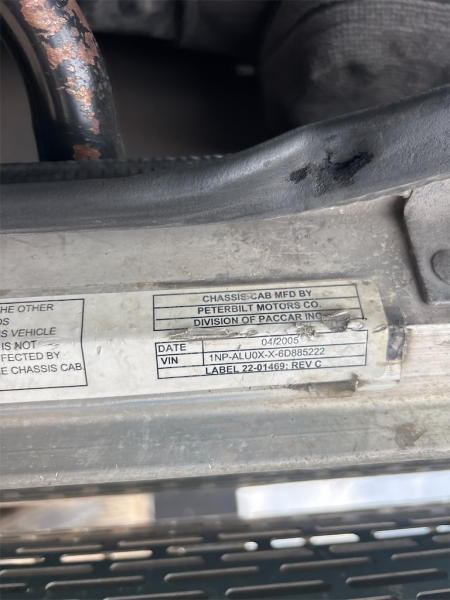 HE OTHER
DS
S VEHICLE
IS NOT
FFECTED BY
E CHASSIS CAB
CHASSIS-CAB MFD BY
PETERBILT MOTORS CO.
DIVISION OF PACCAR INC
DATE 04/2005
VIN 1NP-ALU0X-X-6D885222
LABEL 22-01469; REV C